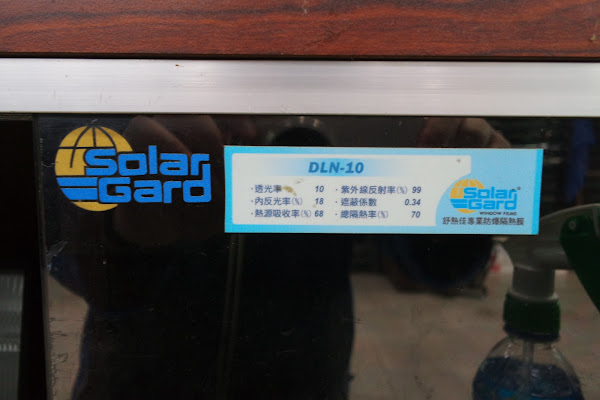 Solar Gard
DLN-10
·透光率 10 ·紫外線反射率(%) 99
·內反光率(%) 18 ·遮蔽係數 0.34
·熱源吸收率(%) 68 ·總隔熱率(%) 70
Solar Gard®
WINDOW FILMS
舒熱佳專業防爆隔熱膜